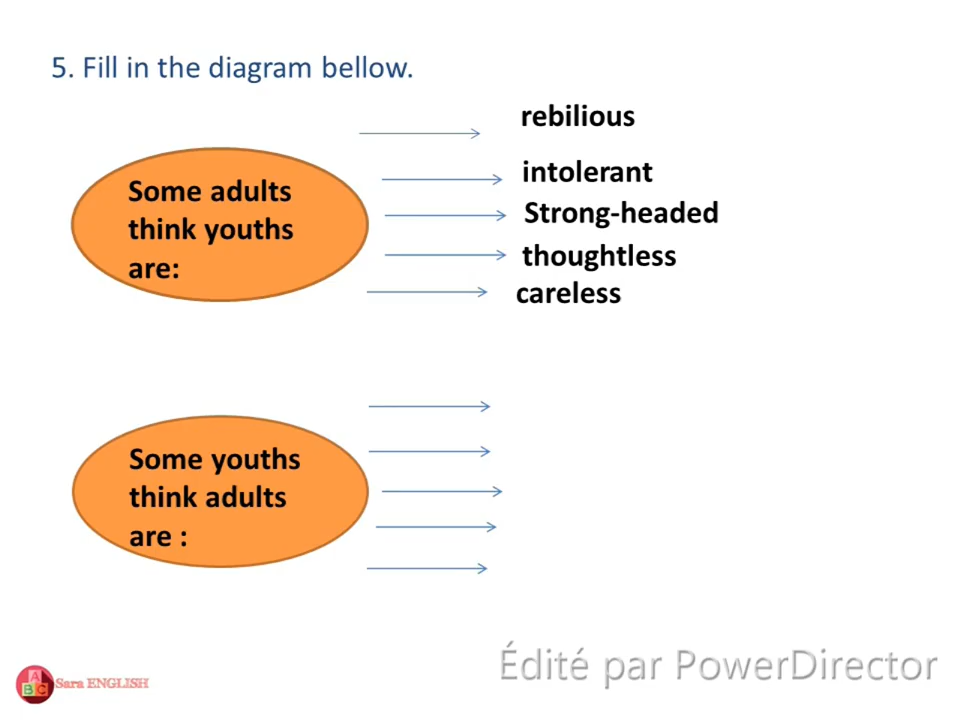 5. Fill in the diagram bellow.
rebilious
intolerant
Strong-headed
thoughtless
careless
Some adults
think youths
are:
Some youths
think adults
are :
ABC
Sara ENGLISH
Édité par PowerDirector